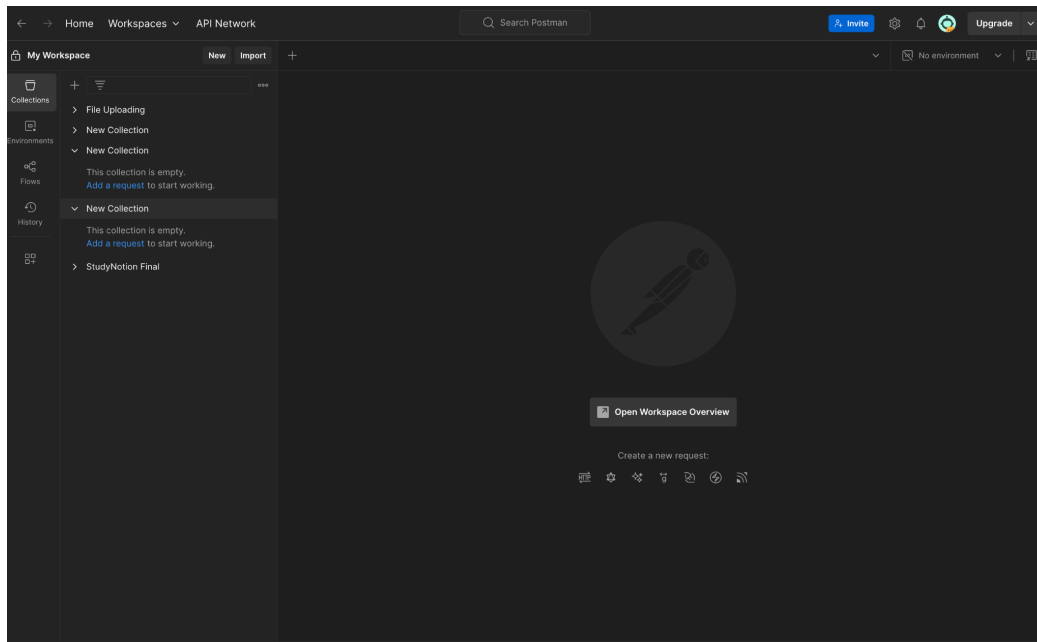 Home Workspaces API Network Search Postman Invite Upgrade
My Workspace New Import No environment
Collections
File Uploading
New Collection
Environments
New Collection
This collection is empty.
Add a request to start working.
Flows
New Collection
History
This collection is empty.
Add a request to start working.
StudyNotion Final
Open Workspace Overview
Create a new request:
HTTP